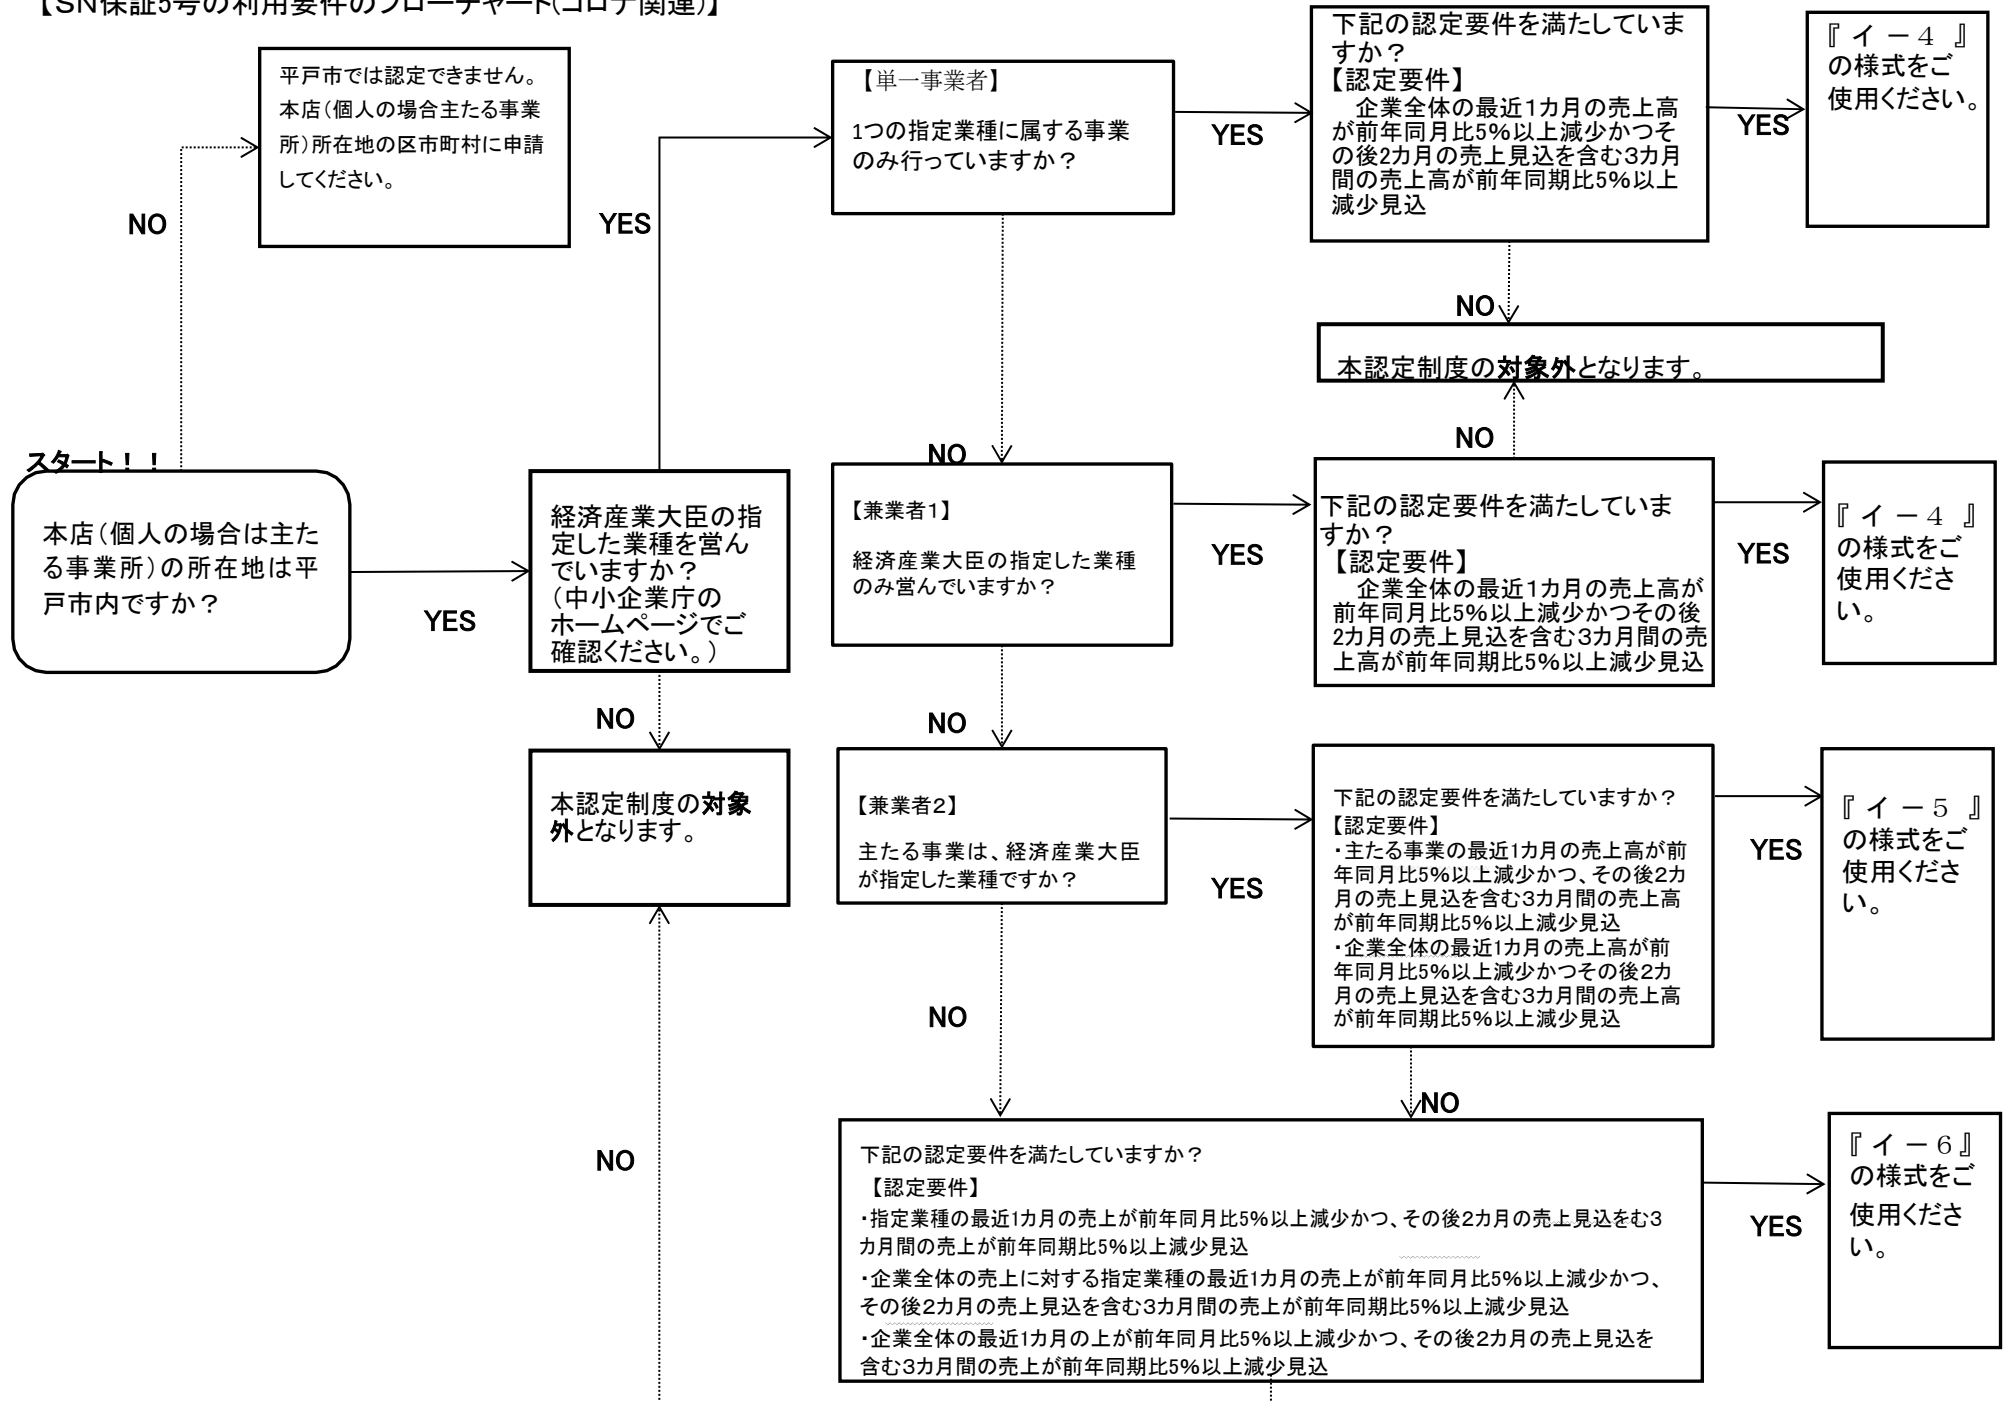 【SN保証5号の利用要件のフローチャート(コロナ関連)】
平戸市では認定できません。
本店(個人の場合主たる事業
所)所在地の区市町村に申請
してください。
NO
スタート！！
本店(個人の場合は主た
る事業所)の所在地は平
戸市内ですか？
YES
経済産業大臣の指
定した業種を営ん
でいますか？
(中小企業庁の
ホームページでご
確認ください。)
YES
NO
本認定制度の対象
外となります。
NO
【単一事業者】
1つの指定業種に属する事業
のみ行っていますか？
YES
下記の認定要件を満たしていま
すか？
【認定要件】
企業全体の最近1カ月の売上高
が前年同月比5%以上減少かつそ
の後2カ月の売上見込を含む3カ月
間の売上高が前年同期比5%以上
減少見込
YES
『イ－4』
の様式をご
使用ください。
NO
本認定制度の対象外となります。
NO
NO
【兼業者1】
経済産業大臣の指定した業種
のみ営んでいますか？
YES
下記の認定要件を満たしていま
すか？
【認定要件】
企業全体の最近1カ月の売上高が
前年同月比5%以上減少かつその後
2カ月の売上見込を含む3カ月間の売
上高が前年同期比5%以上減少見込
YES
『イ－4』
の様式をご
使用くださ
い。
NO
【兼業者2】
主たる事業は、経済産業大臣
が指定した業種ですか？
YES
下記の認定要件を満たしていますか？
【認定要件】
・主たる事業の最近1カ月の売上高が前
年同月比5%以上減少かつ、その後2カ
月の売上見込を含む3カ月間の売上高
が前年同期比5%以上減少見込
・企業全体の最近1カ月の売上高が前
年同月比5%以上減少かつその後2カ
月の売上見込を含む3カ月間の売上高
が前年同期比5%以上減少見込
YES
『イ－5』
の様式をご
使用くださ
い。
NO
NO
下記の認定要件を満たしていますか？
【認定要件】
・指定業種の最近1カ月の売上が前年同月比5%以上減少かつ、その後2カ月の売上見込をむ3
カ月間の売上が前年同期比5%以上減少見込
・企業全体の売上に対する指定業種の最近1カ月の売上が前年同月比5%以上減少かつ、
その後2カ月の売上見込を含む3カ月間の売上が前年同期比5%以上減少見込
・企業全体の最近1カ月の上が前年同月比5%以上減少かつ、その後2カ月の売上見込を
含む3カ月間の売上が前年同期比5%以上減少見込
YES
『イ－6』
の様式をご
使用くださ
い。